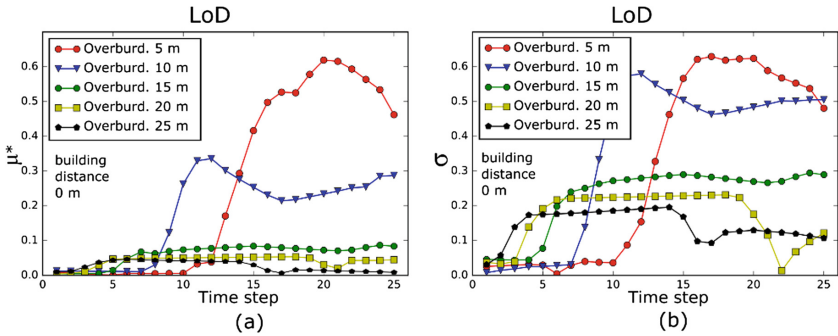 LoD
0.6
0.5
0.4
0.3
0.2
0.1
0.0
μ*
Overburd. 5 m
Overburd. 10 m
Overburd. 15 m
Overburd. 20 m
Overburd. 25 m
building
distance
0 m
0 5 10 15 20 25
Time step
(a)
LoD
0.6
0.5
0.4
0.3
0.2
0.1
0.0
σ
Overburd. 5 m
Overburd. 10 m
Overburd. 15 m
Overburd. 20 m
Overburd. 25 m
building
distance
0 m
0 5 10 15 20 25
Time step
(b)